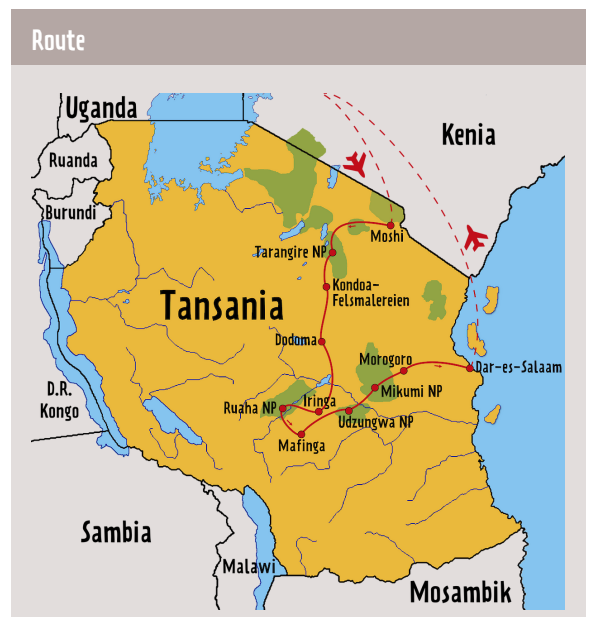 Route
Uganda
Kenia
Ruanda
Burundi
Moshi
Tarangire NP
Kondoa-
Felsmalereien
Tansania
Dodoma
Morogoro
Dar-es-Salaam
D.R.
Kongo
Mikumi NP
Iringa
Ruaha NP
Udzungwa NP
Mafinga
Sambia
Malawi
Mosambik